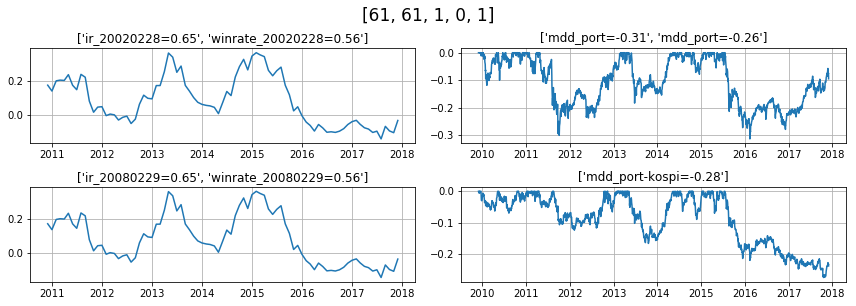 [61, 61, 1, 0, 1]
['ir_20020228=0.65', 'winrate_20020228=0.56']
0.2
0.0
2011 2012 2013 2014 2015 2016 2017 2018
['mdd_port=-0.31', 'mdd_port=-0.26']
0.0
−0.1
−0.2
−0.3
2010 2011 2012 2013 2014 2015 2016 2017 2018
['ir_20080229=0.65', 'winrate_20080229=0.56']
0.2
0.0
2011 2012 2013 2014 2015 2016 2017 2018
['mdd_port-kospi=-0.28']
0.0
−0.1
−0.2
2010 2011 2012 2013 2014 2015 2016 2017 2018